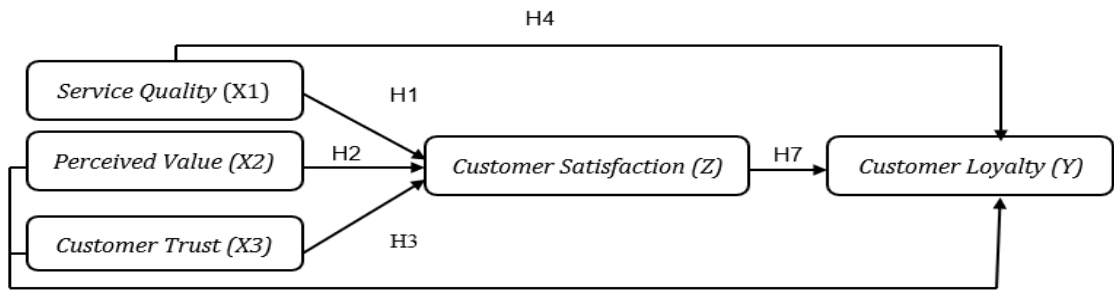 H4
Service Quality (X1)
H1
Perceived Value (X2)
H2
Customer Satisfaction (Z)
H7
Customer Loyalty (Y)
Customer Trust (X3)
H3